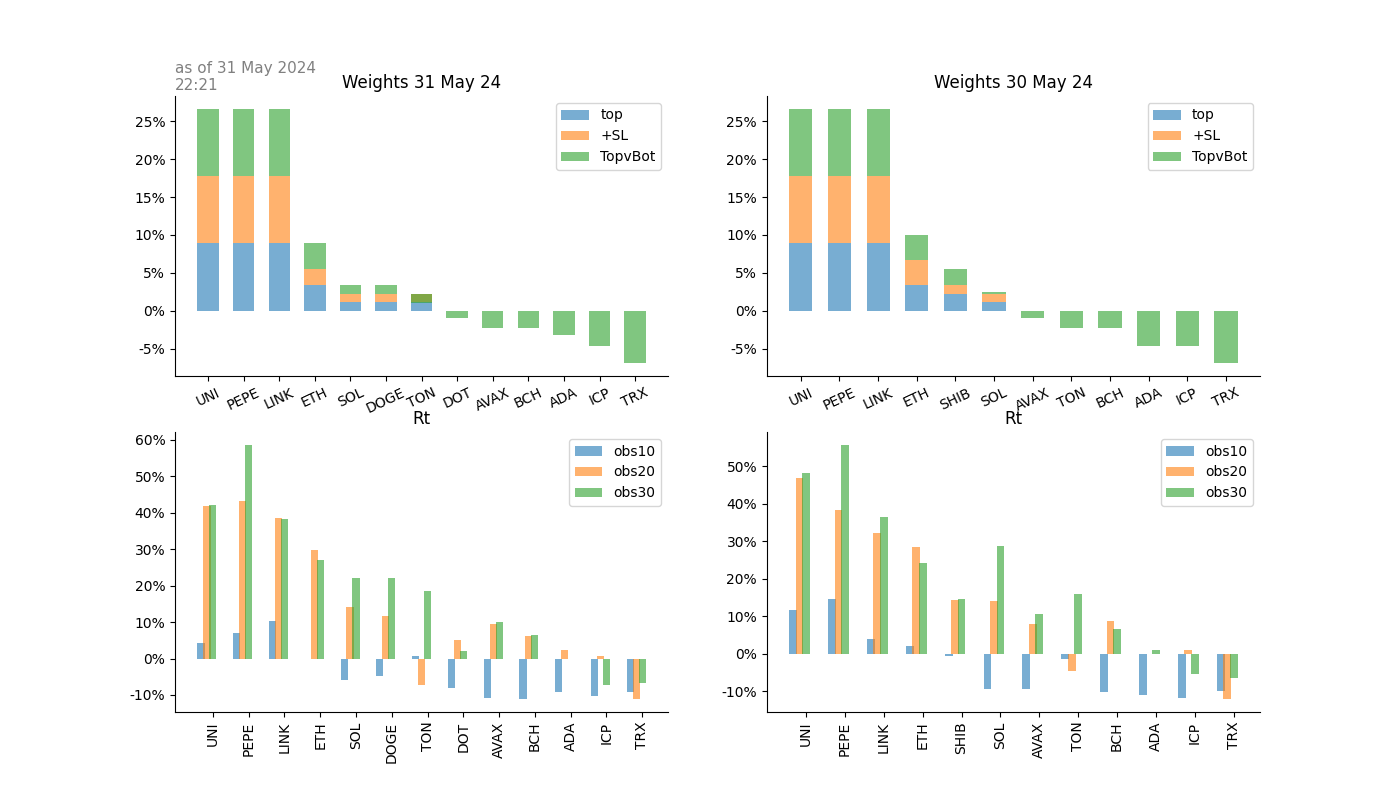 as of 31 May 2024
22:21
Weights 31 May 24
25%
20%
15%
10%
5%
0%
-5%
top
+SL
TopvBot
UNI PEPE LINK ETH SOL DOGE TON DOT AVAX BCH ADA ICP TRX
Weights 30 May 24
25%
20%
15%
10%
5%
0%
-5%
top
+SL
TopvBot
UNI PEPE LINK ETH SHIB SOL AVAX TON BCH ADA ICP TRX
Rt
60%
50%
40%
30%
20%
10%
0%
-10%
obs10
obs20
obs30
UNI PEPE LINK ETH SOL DOGE TON DOT AVAX BCH ADA ICP TRX
Rt
50%
40%
30%
20%
10%
0%
-10%
obs10
obs20
obs30
UNI PEPE LINK ETH SHIB SOL AVAX TON BCH ADA ICP TRX